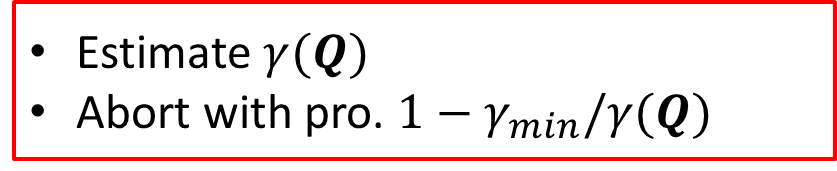 • Estimate γ(Q)
• Abort with pro. 1 − γ_min/γ(Q)